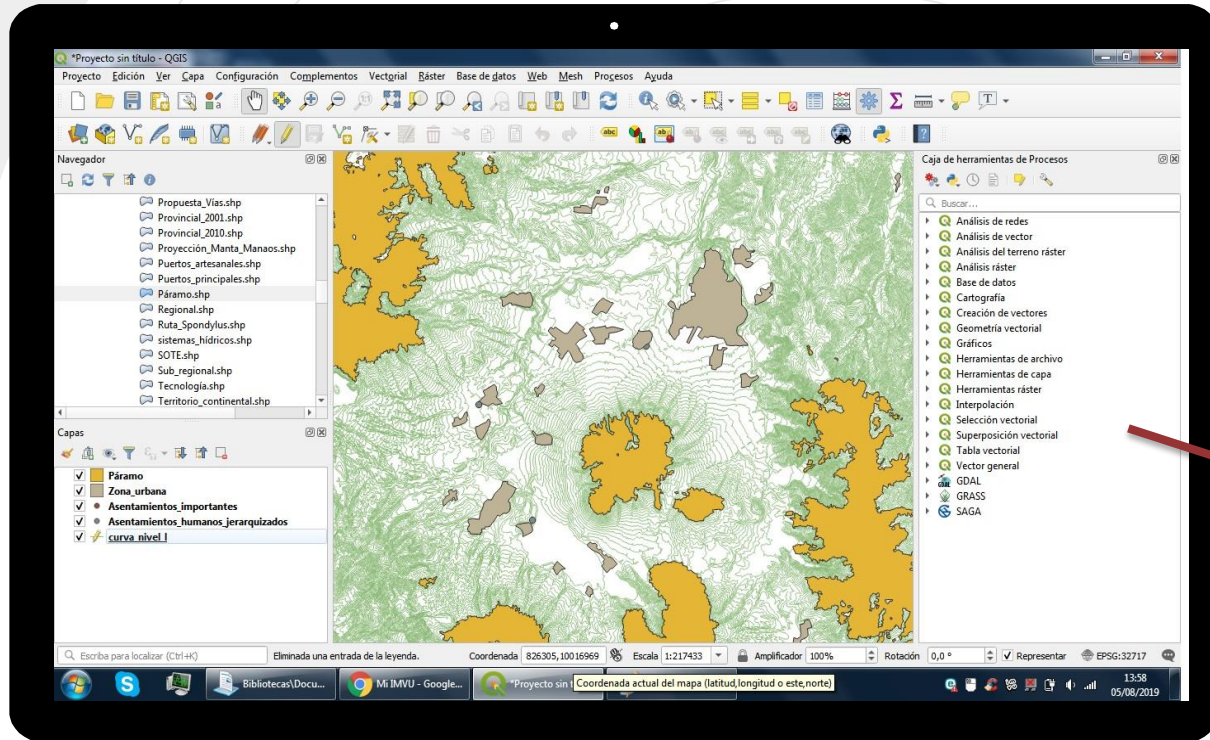 *Proyecto sin título - QGIS
Proyecto Edición Ver Capa Configuración Complementos Vectorial Ráster Base de datos Web Mesh Procesos Ayuda
Navegador
Propuesta_Vías.shp
Provincial_2001.shp
Provincial_2010.shp
Proyección_Manta_Manaos.shp
Puertos_artesanales.shp
Puertos_principales.shp
Páramo.shp
Regional.shp
Ruta_Spondylus.shp
sistemas_hídricos.shp
SOTE.shp
Sub_regional.shp
Tecnología.shp
Territorio_continental.shp
Capas
Páramo
Zona_urbana
Asentamientos_importantes
Asentamientos_humanos_jerarquizados
curva_nivel_l
Caja de herramientas de Procesos
Buscar...
Análisis de redes
Análisis de vector
Análisis del terreno ráster
Análisis ráster
Base de datos
Cartografía
Creación de vectores
Geometría vectorial
Gráficos
Herramientas de archivo
Herramientas de capa
Herramientas ráster
Interpolación
Selección vectorial
Superposición vectorial
Tabla vectorial
Vector general
GDAL
GRASS
SAGA
Escriba para localizar (Ctrl+K) Eliminada una entrada de la leyenda. Coordenada 826305,10016969 Escala 1:217433 Amplificador 100% Rotación 0,0 ° Representar EPSG:32717
Bibliotecas\Docu... Mi IMVU - Google... *Proyecto sin t
Coordenada actual del mapa (latitud,longitud o este,norte)
13:58
05/08/2019